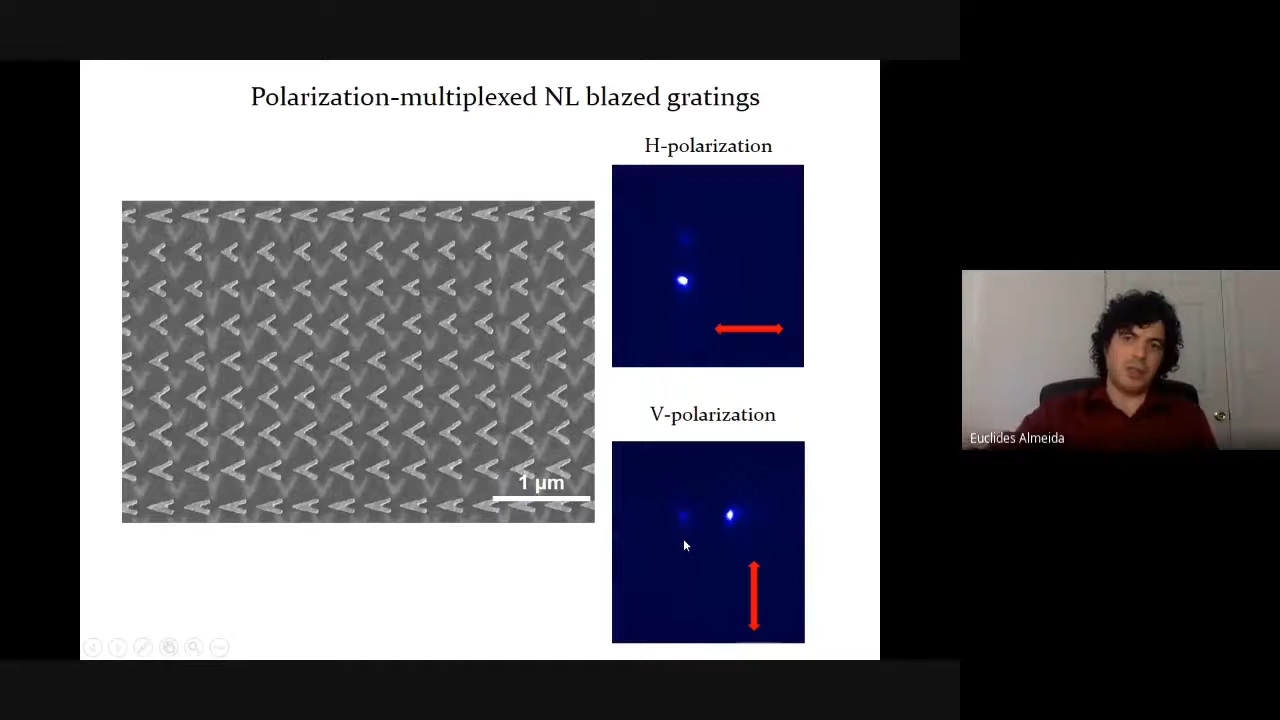 Polarization-multiplexed NL blazed gratings
H-polarization
1 µm
V-polarization
Euclides Almeida